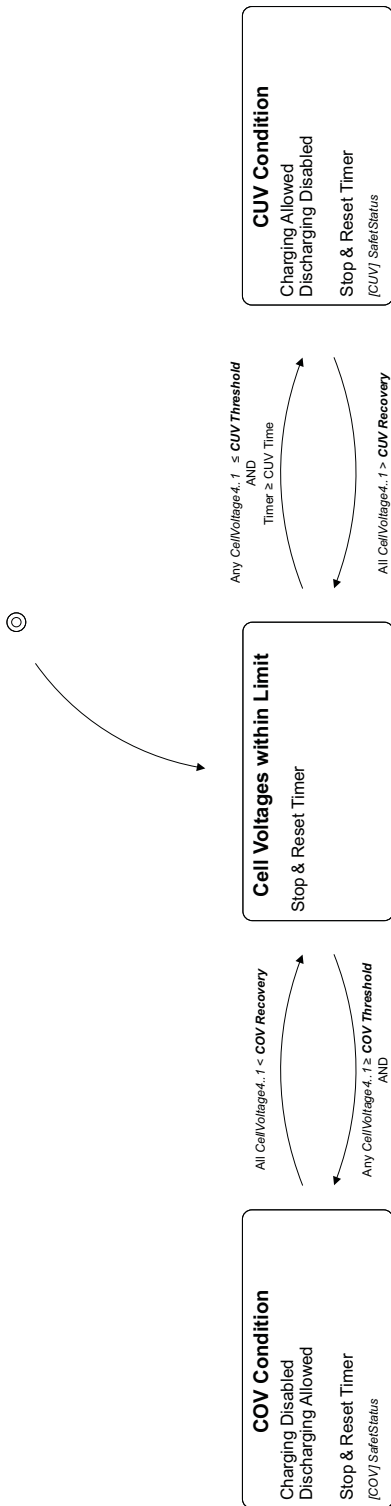 COV Condition
Charging Disabled
Discharging Allowed
Stop & Reset Timer
[COV] SafetStatus
All CellVoltage4..1 < COV Recovery
Any CellVoltage4..1 ≥ COV Threshold
AND
Cell Voltages within Limit
Stop & Reset Timer
Any CellVoltage4..1 ≤ CUV Threshold
AND
Timer ≥ CUV Time
All CellVoltage4..1 > CUV Recovery
CUV Condition
Charging Allowed
Discharging Disabled
Stop & Reset Timer
[CUV] SafetStatus